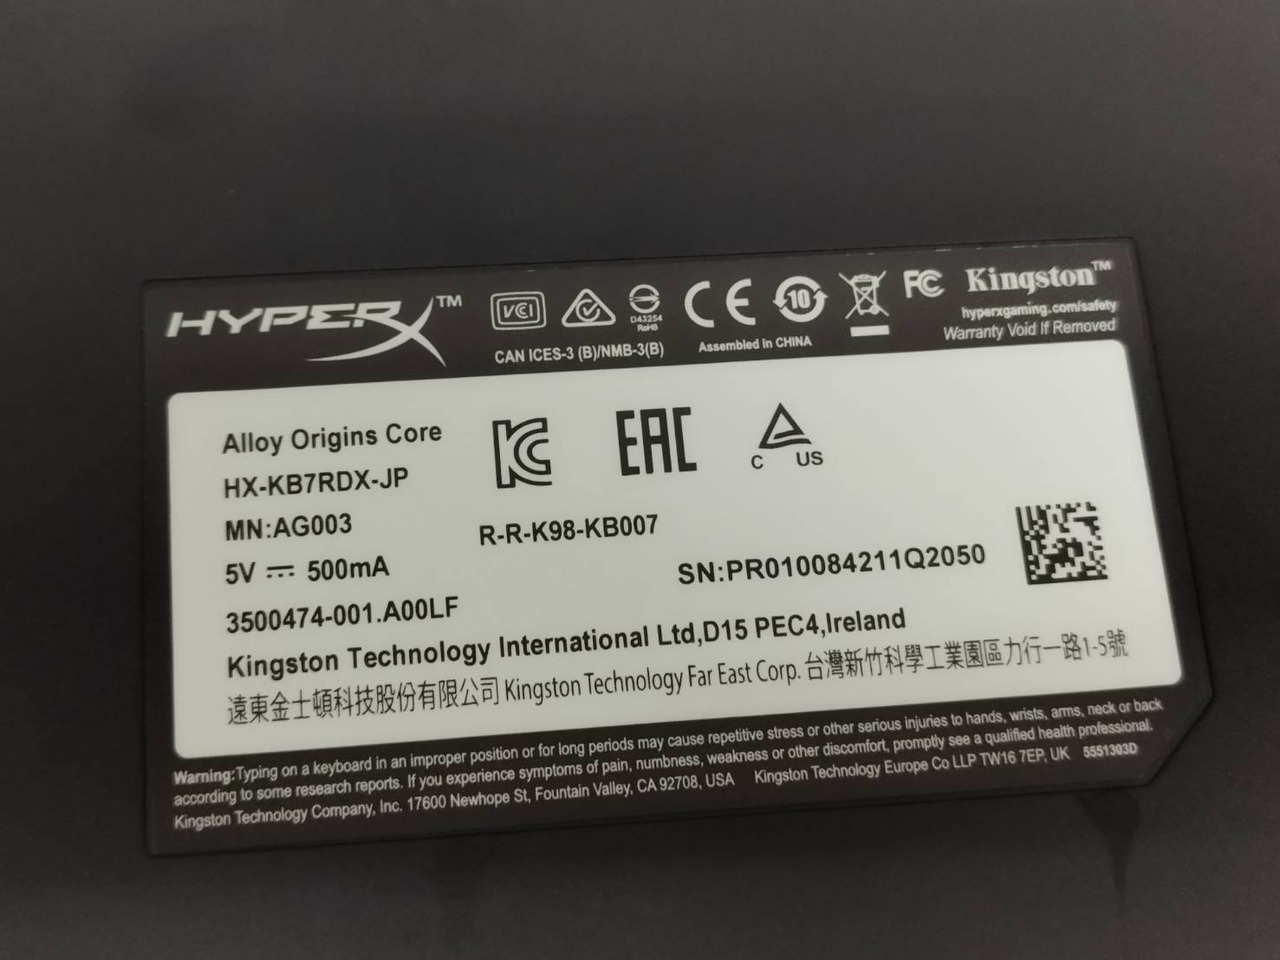 HYPERX™
VCCI
D43254
RoHS
CE
10
FC
Kingston™
hyperxgaming.com/safety
CAN ICES-3 (B)/NMB-3(B)
Assembled in CHINA
Warranty Void If Removed
Alloy Origins Core
HX-KB7RDX-JP
MN:AG003
5V ⎓ 500mA
3500474-001.A00LF
KC
EAC
C US
R-R-K98-KB007
SN:PR010084211Q2050
Kingston Technology International Ltd,D15 PEC4,Ireland
遠東金士頓科技股份有限公司 Kingston Technology Far East Corp. 台灣新竹科學工業園區力行一路1-5號
Warning:Typing on a keyboard in an improper position or for long periods may cause repetitive stress or other serious injuries to hands, wrists, arms, neck or back
according to some research reports. If you experience symptoms of pain, numbness, weakness or other discomfort, promptly see a qualified health professional.
Kingston Technology Company, Inc. 17600 Newhope St, Fountain Valley, CA 92708, USA Kingston Technology Europe Co LLP TW16 7EP, UK 5551303D